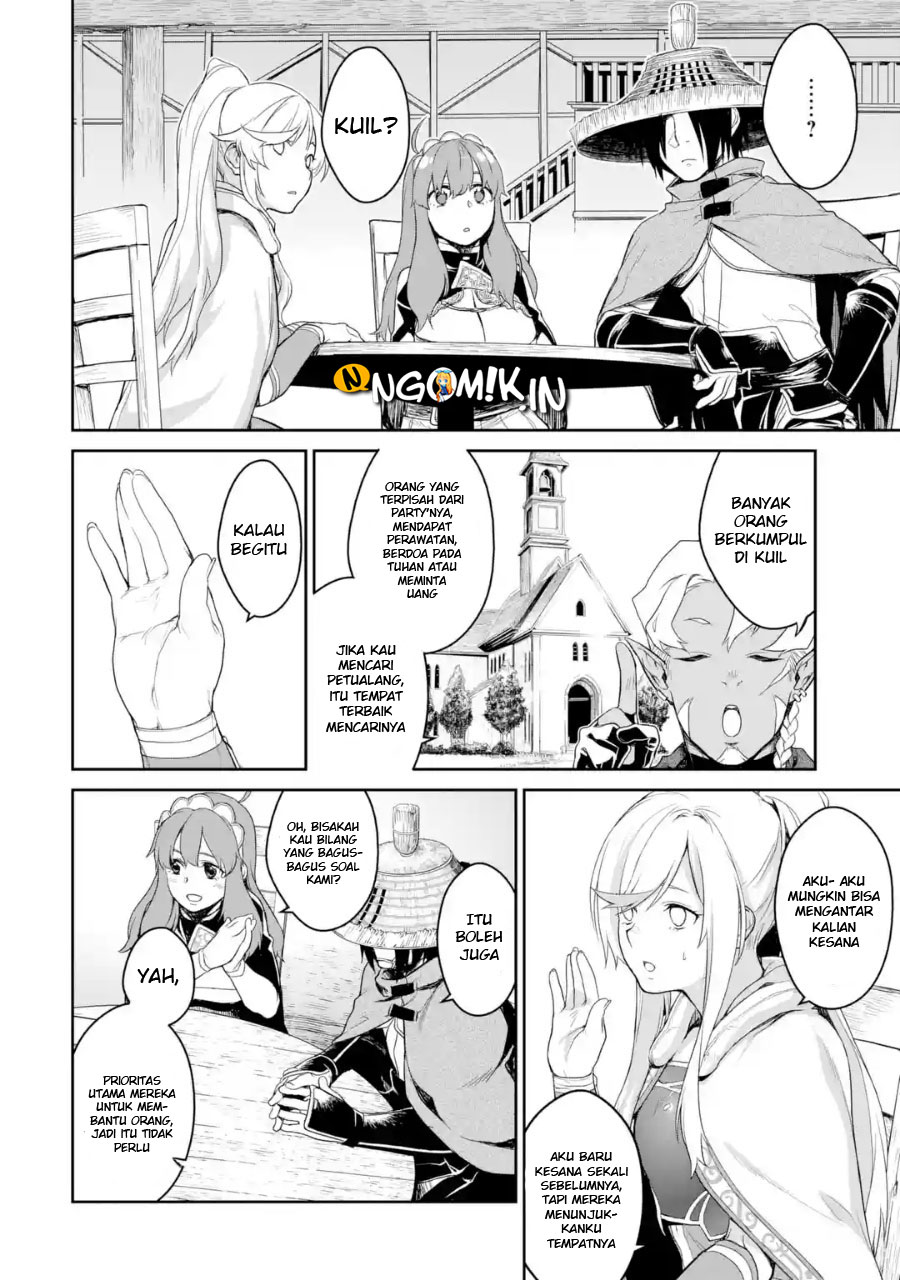 ......?
KUIL?
NGOM!K.IN
BANYAK
ORANG
BERKUMPUL
DI KUIL
ORANG YANG
TERPISAH DARI
PARTY'NYA,
MENDAPAT
PERAWATAN,
BERDOA PADA
TUHAN ATAU
MEMINTA
UANG
JIKA KAU
MENCARI
PETUALANG,
ITU TEMPAT
TERBAIK
MENCARINYA
KALAU
BEGITU
AKU- AKU
MUNGKIN BISA
MENGANTAR
KALIAN
KESANA
AKU BARU
KESANA SEKALI
SEBELUMNYA,
TAPI MEREKA
MENUNJUK-
KANKU
TEMPATNYA
ITU
BOLEH
JUGA
OH, BISAKAH
KAU BILANG
YANG BAGUS-
BAGUS SOAL
KAMI?
YAH,
PRIORITAS
UTAMA MEREKA
UNTUK MEM-
BANTU ORANG,
JADI ITU TIDAK
PERLU